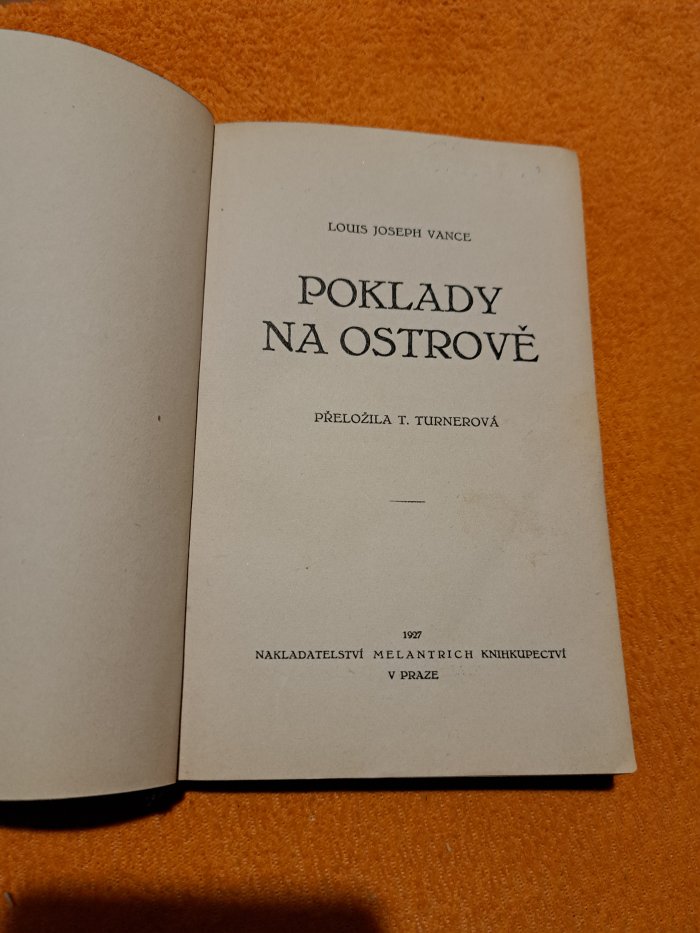 LOUIS JOSEPH VANCE
POKLADY
NA OSTROVĚ
PŘELOŽILA T. TURNEROVÁ
1927
NAKLADATELSTVÍ MELANTRICH KNIHKUPECTVÍ
V PRAZE